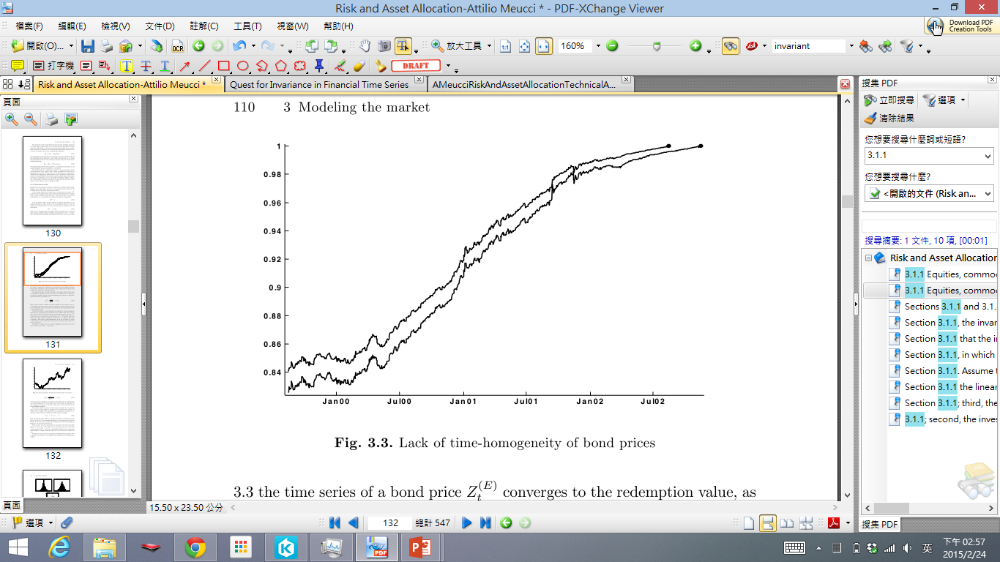 Risk and Asset Allocation-Attilio Meucci * - PDF-XChange Viewer
檔案(F) 編輯(E) 檢視(V) 文件(D) 註解(C) 工具(T) 視窗(W) 幫助(H)
Download PDF
Creation Tools
開啟(O)... OCR 放大工具 1:1 160% invariant
打字機 T T T DRAFT
Risk and Asset Allocation-Attilio Meucci * Quest for Invariance in Financial Time Series AMeucciRiskAndAssetAllocationTechnicalA...
頁面
130
131
132
頁面
110 3 Modeling the market
1
0.98
0.96
0.94
0.92
0.9
0.88
0.86
0.84
Jan00 Jul00 Jan01 Jul01 Jan02 Jul02
Fig. 3.3. Lack of time-homogeneity of bond prices
3.3 the time series of a bond price Z_t^(E) converges to the redemption value, as
15.50 x 23.50 公分
搜集 PDF
立即搜尋 選項
清除結果
你想要搜尋什麼詞或短語?
3.1.1
你想要搜尋什麼?
<開啟的文件 (Risk an...
搜尋摘要: 1 文件, 10 項, [00:01]
Risk and Asset Allocation
3.1.1 Equities, commod
3.1.1 Equities, commod
Sections 3.1.1 and 3.1.
Section 3.1.1, the invar
Section 3.1.1 that the in
Section 3.1.1, in which
Section 3.1.1. Assume t
Section 3.1.1 the linear
Section 3.1.1; third, the
3.1.1; second, the inves
搜集 PDF
選項 132 總計 547
PDF P 英 下午 02:57
2015/2/24